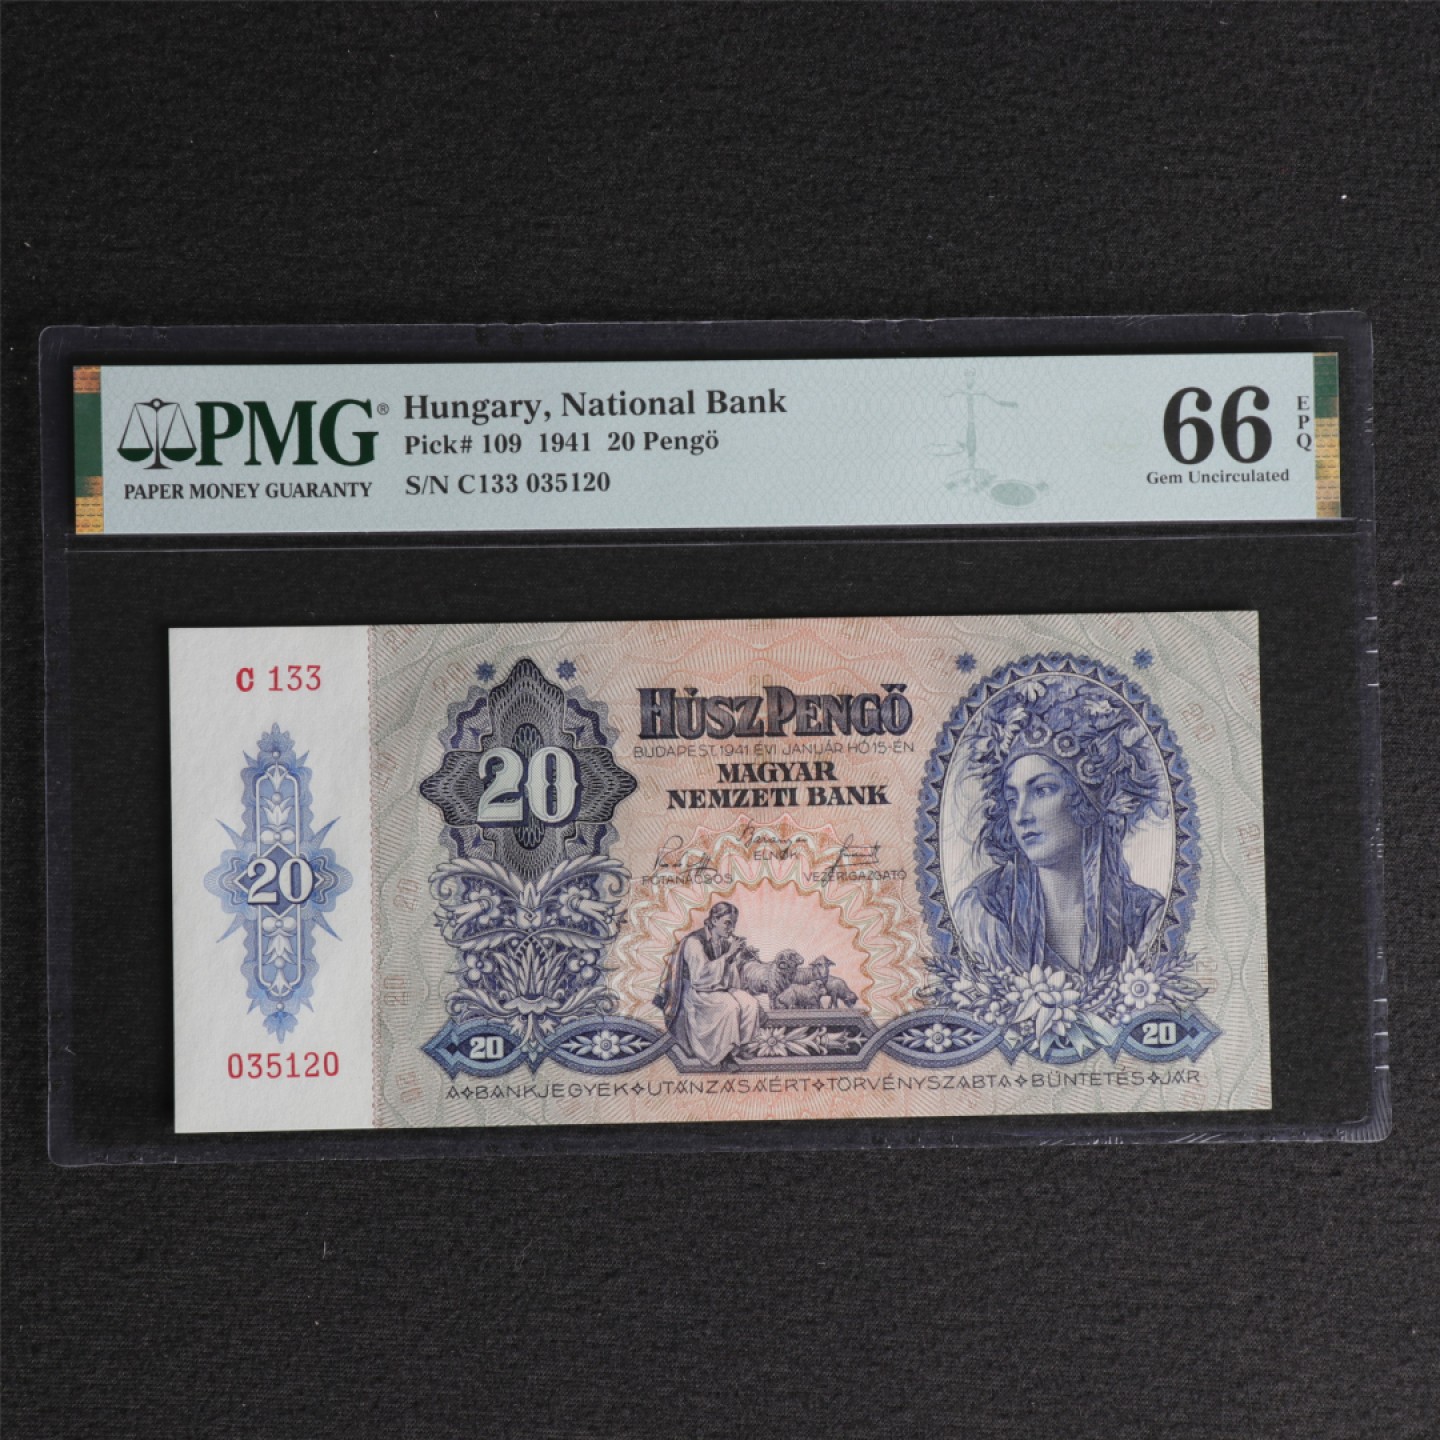 PMG®
PAPER MONEY GUARANTY
Hungary, National Bank
Pick# 109 1941 20 Pengö
S/N C133 035120
66
EPQ
Gem Uncirculated
C 133
20
035120
20
HÚSZ PENGŐ
BUDAPEST, 1941. ÉVI JANUÁR HÓ 15-ÉN
MAGYAR
NEMZETI BANK
ELNÖK
FŐTANÁCSOS
VEZÉRIGAZGATÓ
20
20
A BANKJEGYEK UTÁNZÁSÁÉRT TÖRVÉNYSZABTA BÜNTETÉS JÁR